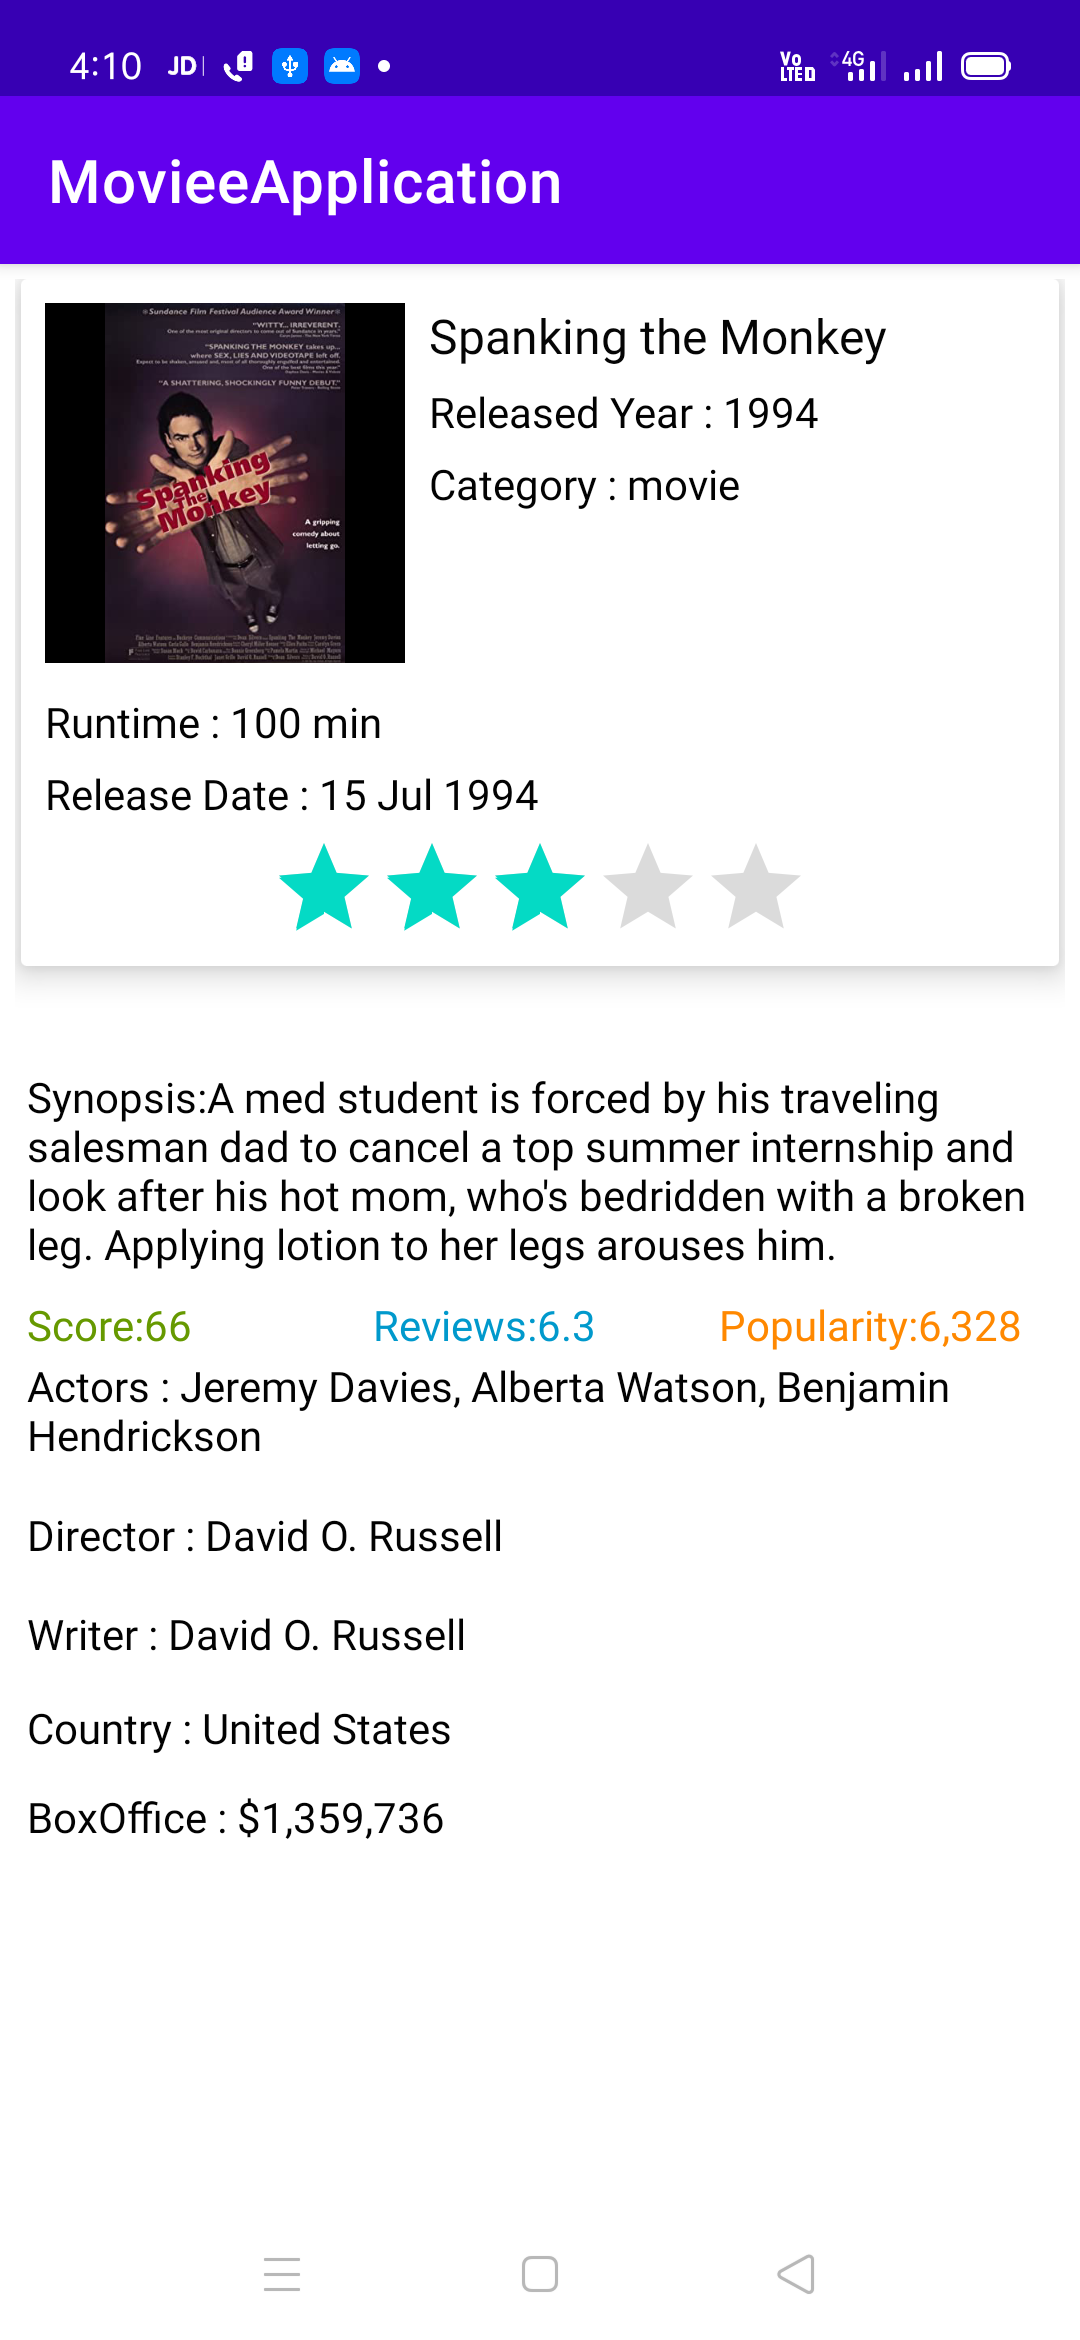 4:10 JD
Vo LTE D 4G
MovieeApplication
Sundance Film Festival Audience Award Winner
"WITTY... IRREVERENT.
"SPANKING THE MONKEY takes up...
where SEX, LIES AND VIDEOTAPE left off.
"A SHATTERING, SHOCKINGLY FUNNY DEBUT."
Spanking
The
Monkey
A gripping
comedy about
letting go.
Spanking the Monkey
Released Year : 1994
Category : movie
Runtime : 100 min
Release Date : 15 Jul 1994
Synopsis:A med student is forced by his traveling
salesman dad to cancel a top summer internship and
look after his hot mom, who's bedridden with a broken
leg. Applying lotion to her legs arouses him.
Score:66 Reviews:6.3 Popularity:6,328
Actors : Jeremy Davies, Alberta Watson, Benjamin
Hendrickson
Director : David O. Russell
Writer : David O. Russell
Country : United States
BoxOffice : $1,359,736